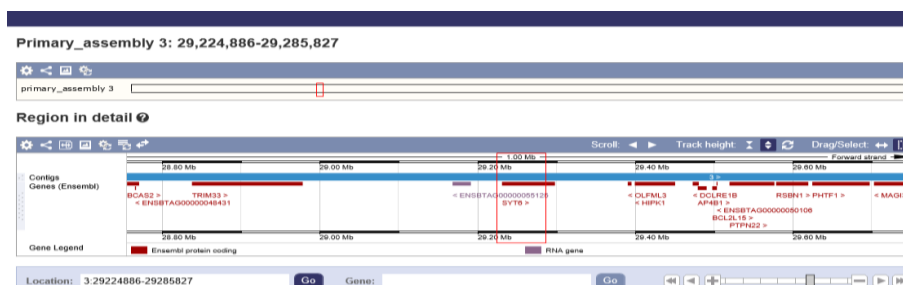 Primary_assembly 3: 29,224,886-29,285,827
primary_assembly 3
Region in detail
Scroll: Track height: Drag/Select:
1.00 Mb Forward strand
28.80 Mb 29.00 Mb 29.20 Mb 29.40 Mb 29.60 Mb
Contigs 3 >
Genes (Ensembl)
BCAS2 > TRIM33 > < ENSBTAG00000055126 < OLFML3 < DCLRE1B RSBN1 > PHTF1 > < MAGI
< ENSBTAG00000048431 SYT6 > < HIPK1 AP4B1 >
< ENSBTAG00000050106
BCL2L15 >
PTPN22 >
28.80 Mb 29.00 Mb 29.20 Mb 29.40 Mb 29.60 Mb
Gene Legend Ensembl protein coding RNA gene
Location: 3:29224886-29285827 Go Gene: Go